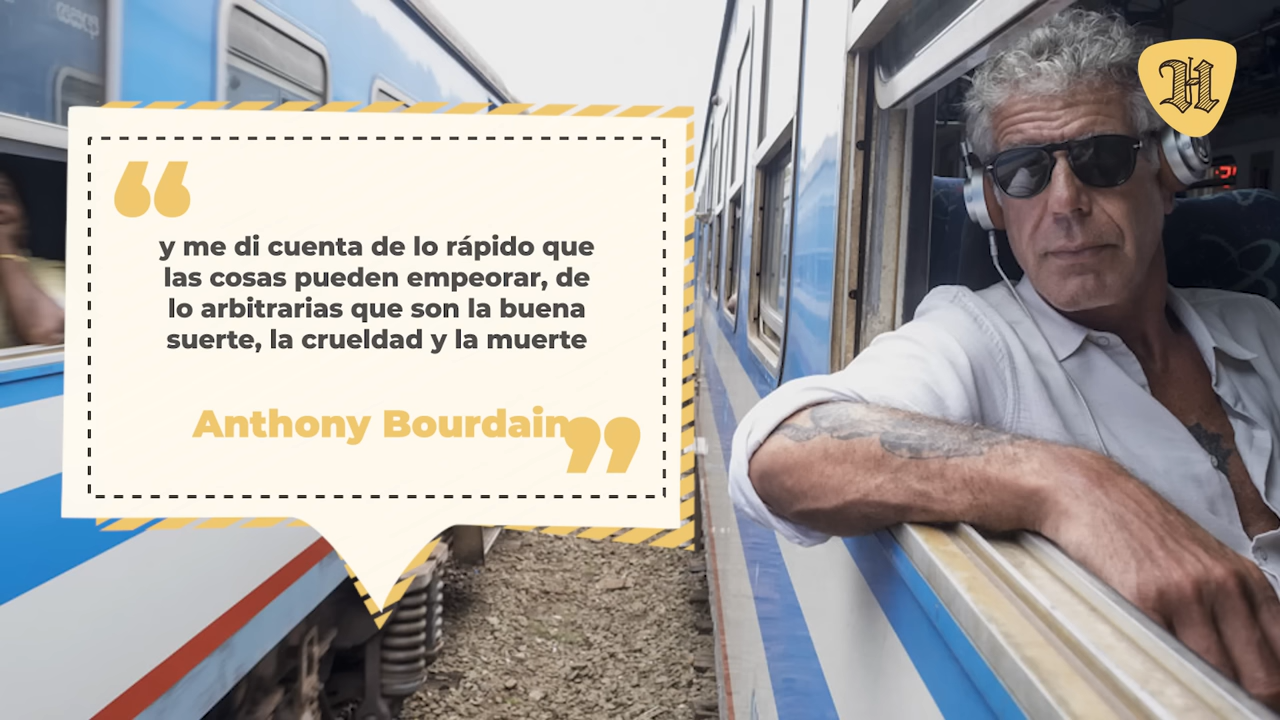 y me di cuenta de lo rápido que
las cosas pueden empeorar, de
lo arbitrarias que son la buena
suerte, la crueldad y la muerte
Anthony Bourdain
H